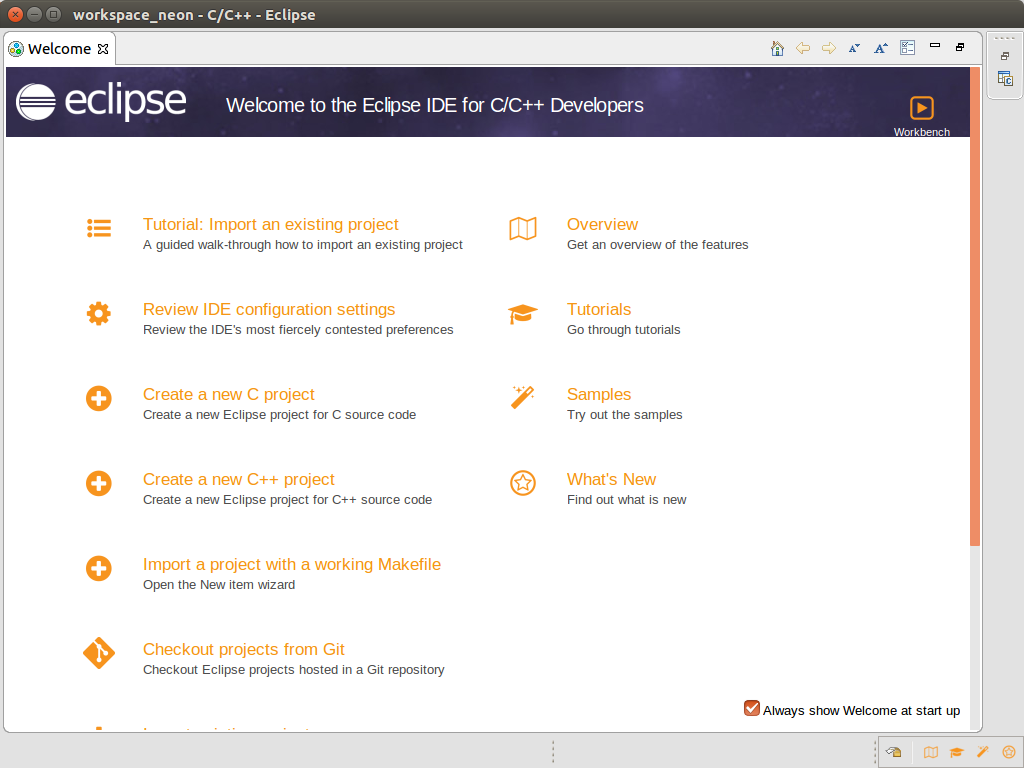 workspace_neon - C/C++ - Eclipse
Welcome
eclipse
Welcome to the Eclipse IDE for C/C++ Developers
Workbench
Tutorial: Import an existing project
A guided walk-through how to import an existing project
Overview
Get an overview of the features
Review IDE configuration settings
Review the IDE's most fiercely contested preferences
Tutorials
Go through tutorials
Create a new C project
Create a new Eclipse project for C source code
Samples
Try out the samples
Create a new C++ project
Create a new Eclipse project for C++ source code
What's New
Find out what is new
Import a project with a working Makefile
Open the New item wizard
Checkout projects from Git
Checkout Eclipse projects hosted in a Git repository
Always show Welcome at start up